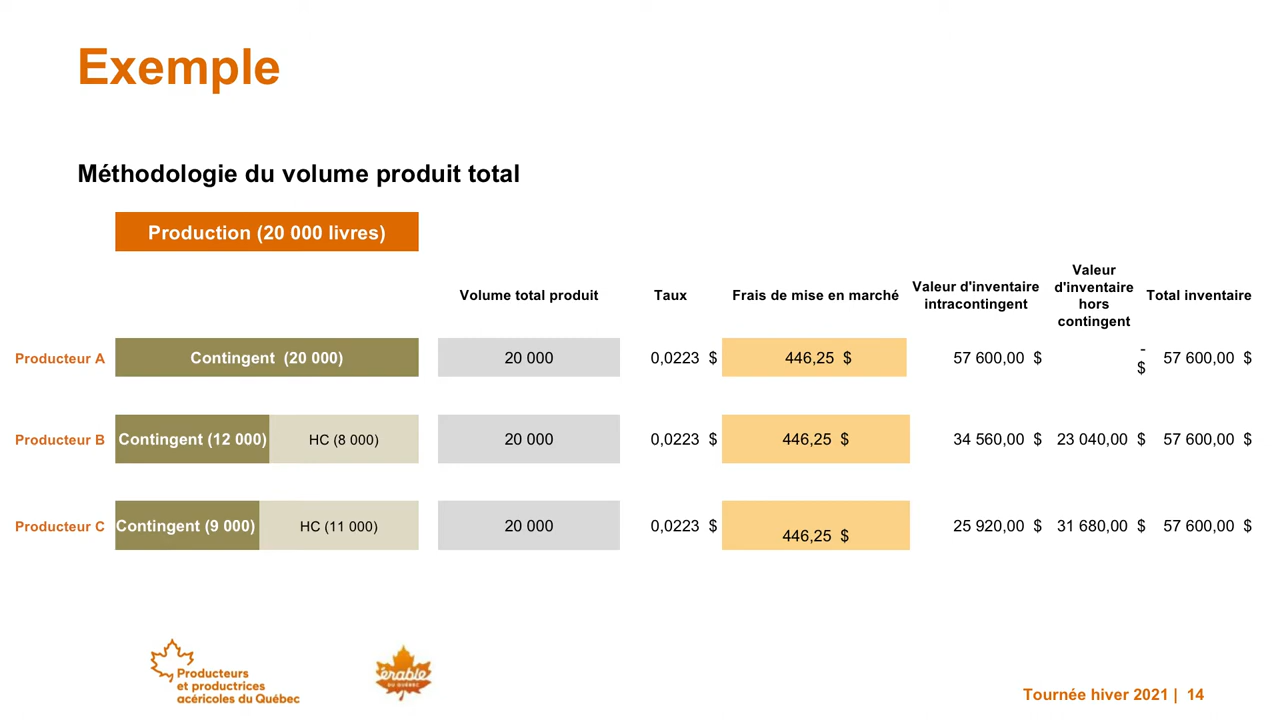 Exemple
Méthodologie du volume produit total
Production (20 000 livres)
Volume total produit
Taux
Frais de mise en marché
Valeur d'inventaire
intracontingent
Valeur
d'inventaire
hors
contingent
Total inventaire
Producteur A
Contingent (20 000)
20 000
0,0223 $
446,25 $
57 600,00 $
-
$
57 600,00 $
Producteur B
Contingent (12 000)
HC (8 000)
20 000
0,0223 $
446,25 $
34 560,00 $
23 040,00 $
57 600,00 $
Producteur C
Contingent (9 000)
HC (11 000)
20 000
0,0223 $
446,25 $
25 920,00 $
31 680,00 $
57 600,00 $
Producteurs
et productrices
acéricoles du Québec
érable
DU QUÉBEC
Tournée hiver 2021 | 14